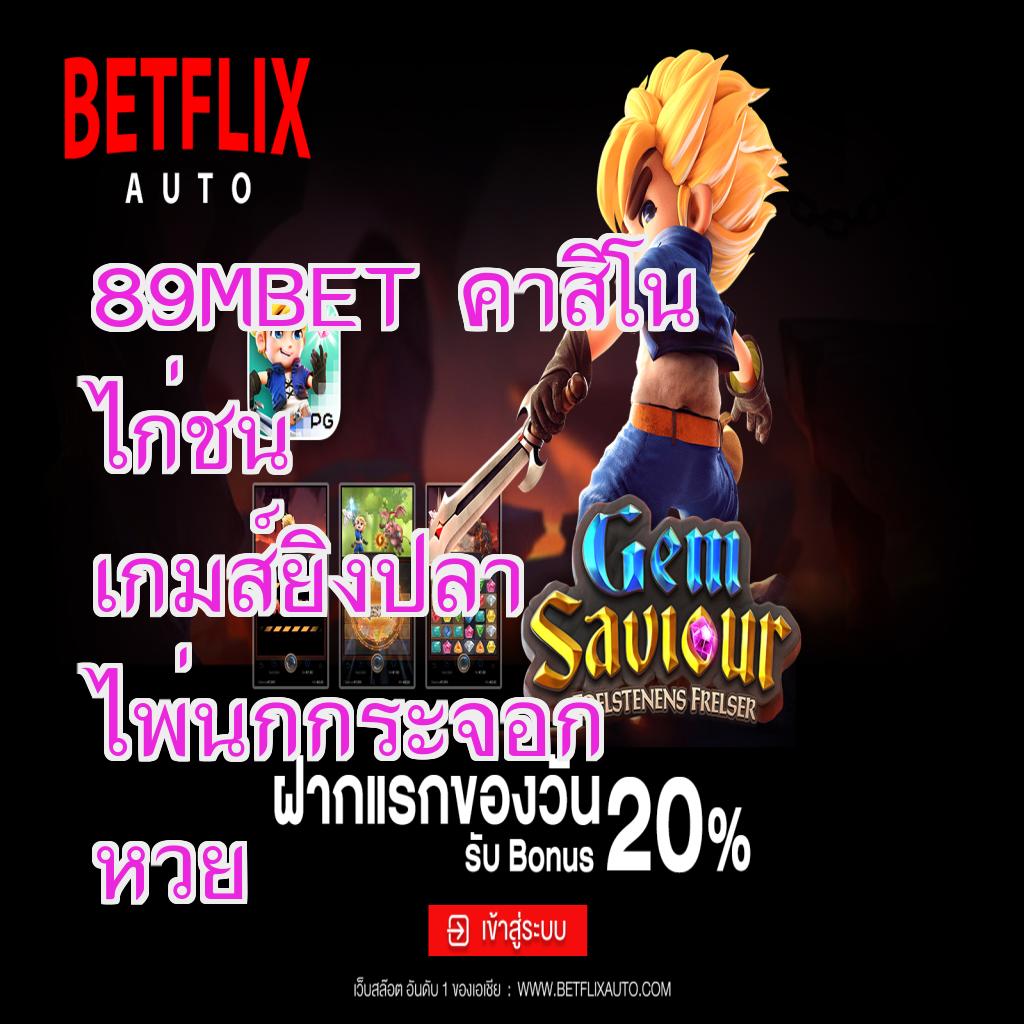 BETFLIX
AUTO
89MBET คาสิโน
ไก่ชน
PG
เกมส์ยิงปลา
Gem
Saviour
ELSTENENS FRELSER
ไพ่นกกระจอก
ฝากแรกของวัน 20%
รับ Bonus
หวย
เข้าสู่ระบบ
เว็บสล๊อต อันดับ 1 ของเอเชีย : WWW.BETFLIXAUTO.COM